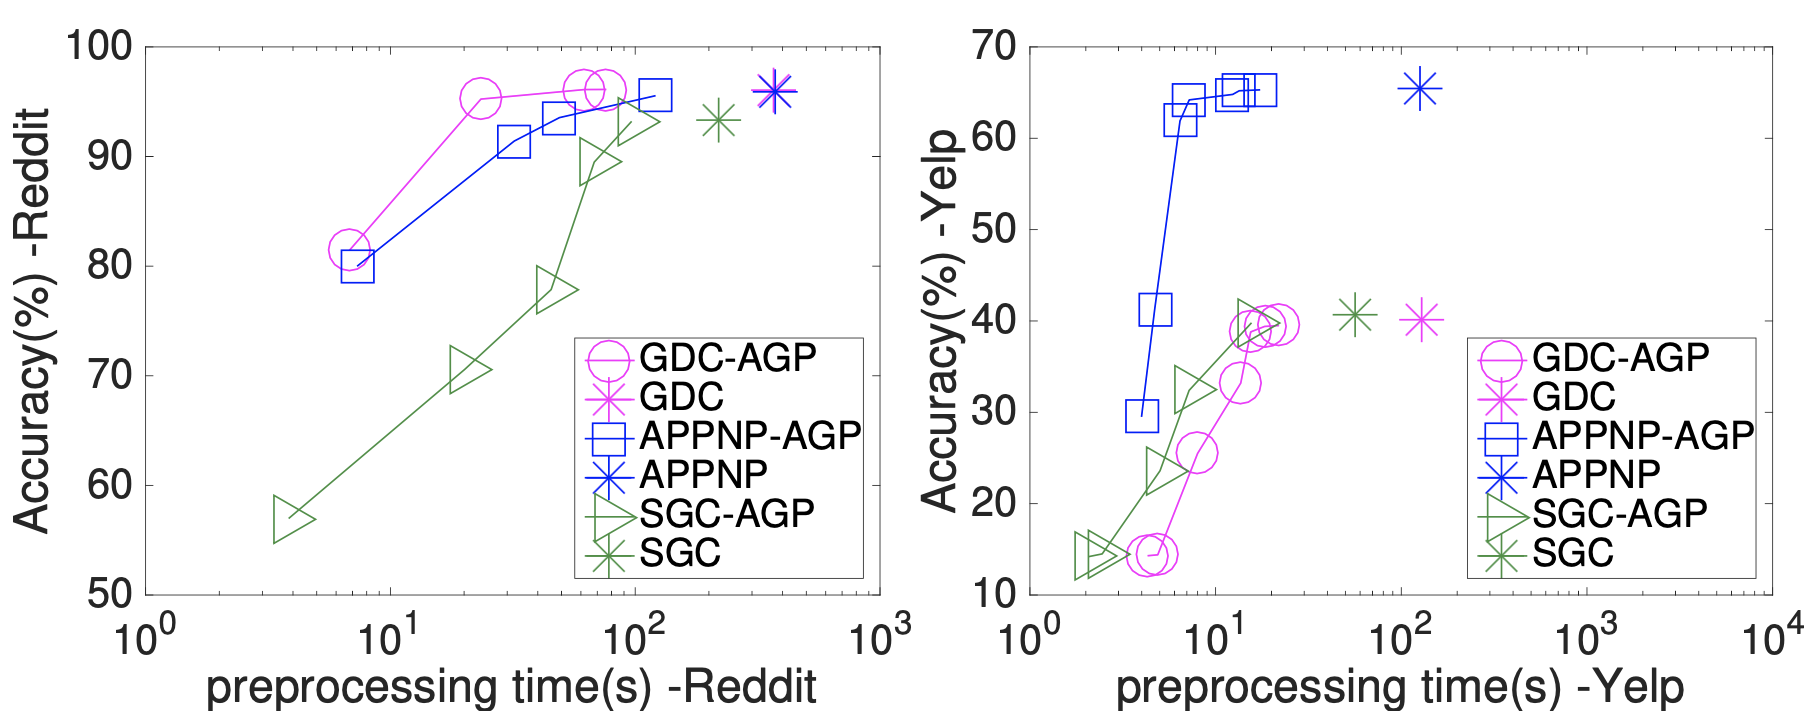 Accuracy(%) -Reddit
100
90
80
70
60
50
10^0 10^1 10^2 10^3
preprocessing time(s) -Reddit
GDC-AGP
GDC
APPNP-AGP
APPNP
SGC-AGP
SGC
Accuracy(%) -Yelp
70
60
50
40
30
20
10
10^0 10^1 10^2 10^3 10^4
preprocessing time(s) -Yelp
GDC-AGP
GDC
APPNP-AGP
APPNP
SGC-AGP
SGC